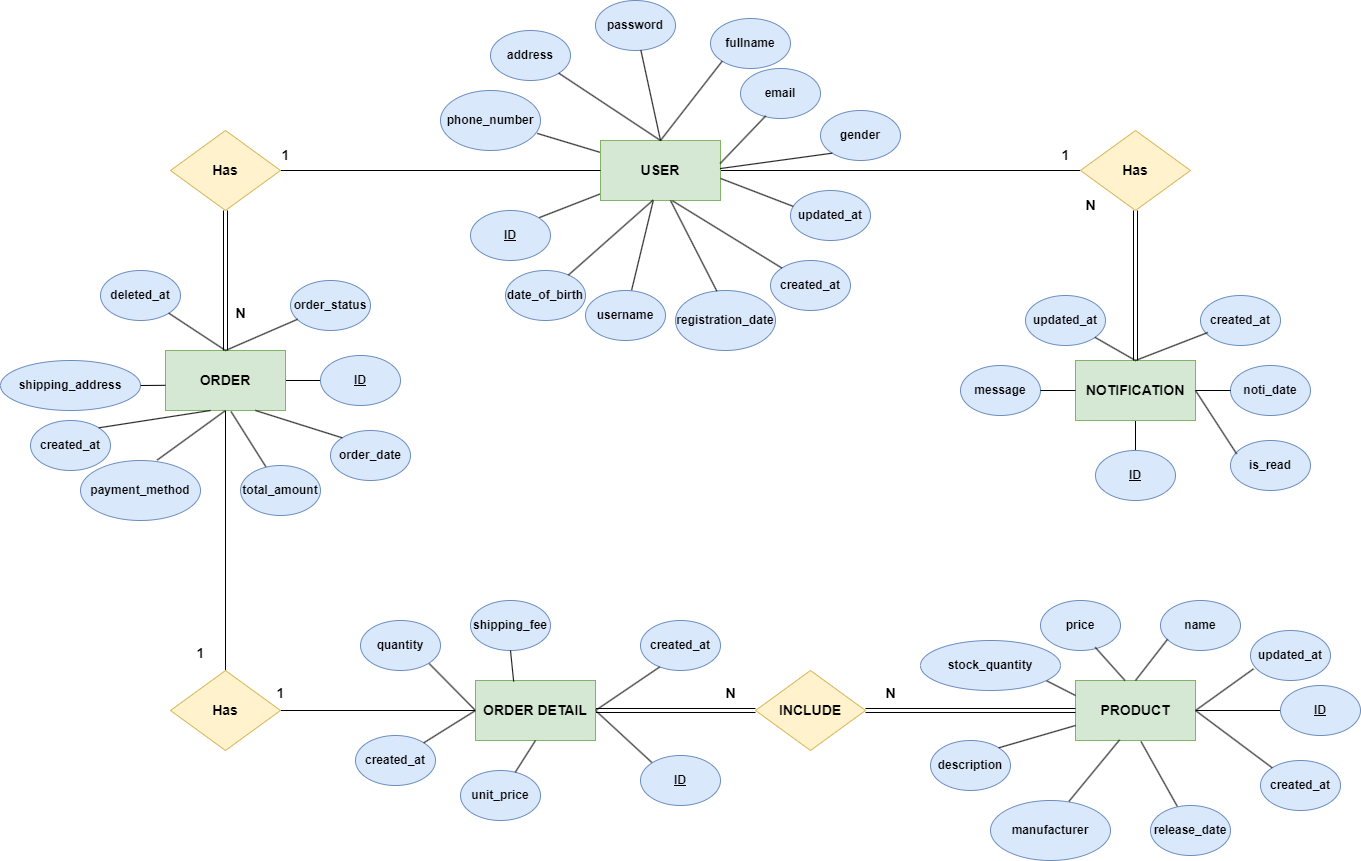 password
fullname
address
email
phone_number
gender
1
1
Has
USER
Has
N
updated_at
ID
date_of_birth
created_at
username
registration_date
deleted_at
order_status
N
updated_at
created_at
shipping_address
ORDER
ID
message
NOTIFICATION
noti_date
created_at
order_date
payment_method
total_amount
ID
is_read
1
quantity
shipping_fee
created_at
price
name
stock_quantity
updated_at
Has
1
ORDER DETAIL
N
INCLUDE
N
PRODUCT
ID
created_at
unit_price
ID
description
created_at
manufacturer
release_date